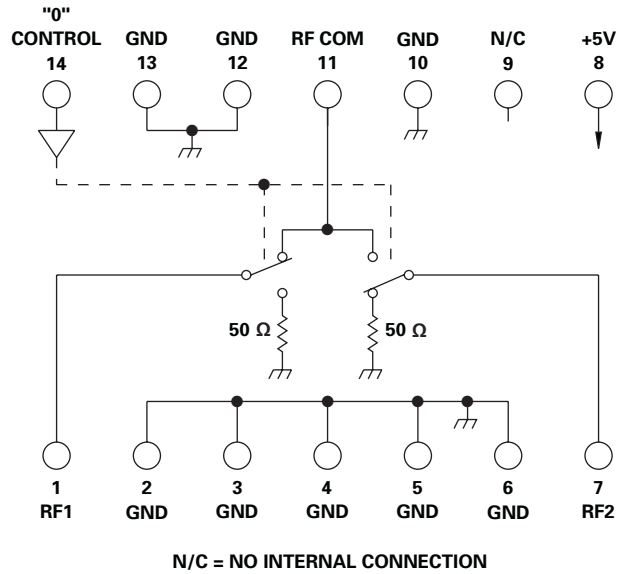 "0"
CONTROL GND GND RF COM GND N/C +5V
14 13 12 11 10 9 8
50 Ω 50 Ω
1 2 3 4 5 6 7
RF1 GND GND GND GND GND RF2
N/C = NO INTERNAL CONNECTION